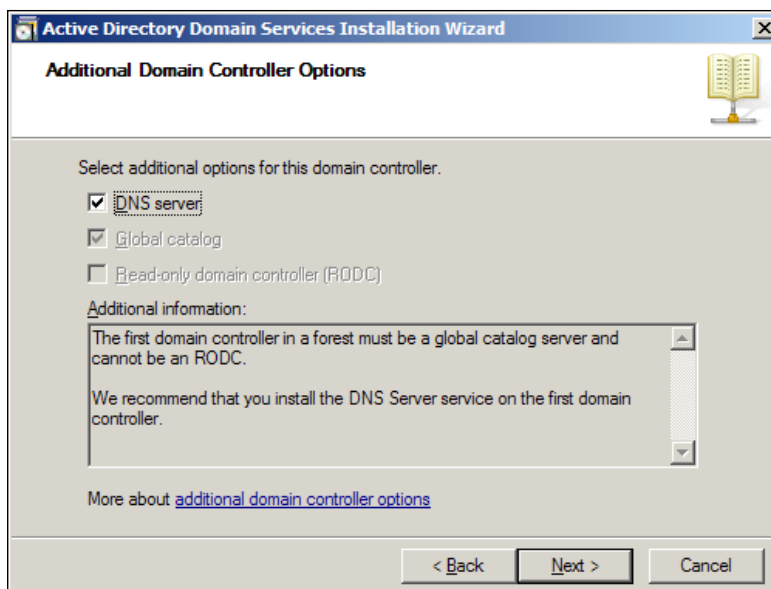 Active Directory Domain Services Installation Wizard
Additional Domain Controller Options
Select additional options for this domain controller.
DNS server
Global catalog
Read-only domain controller (RODC)
Additional information:
The first domain controller in a forest must be a global catalog server and
cannot be an RODC.
We recommend that you install the DNS Server service on the first domain
controller.
More about additional domain controller options
< Back
Next >
Cancel